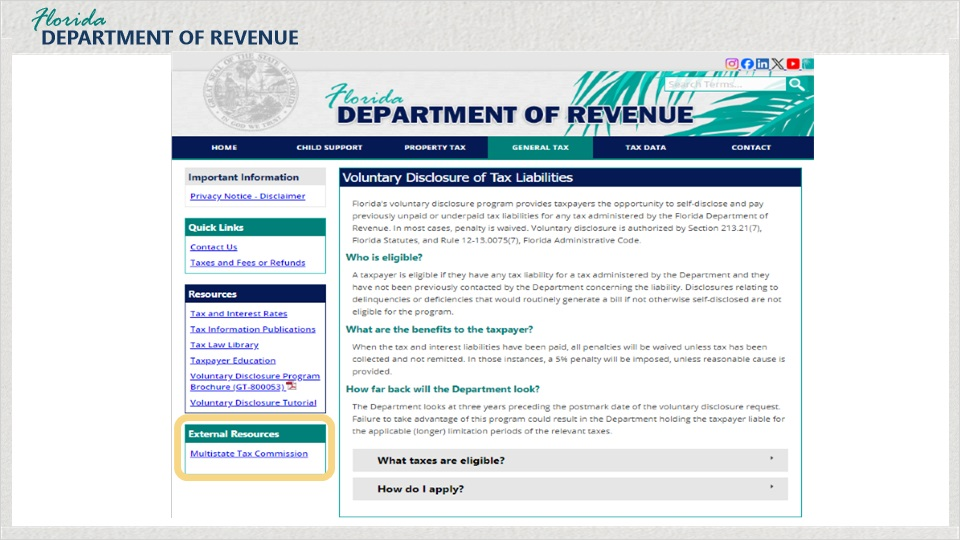 Florida
DEPARTMENT OF REVENUE
Search Terms...
Florida
DEPARTMENT OF REVENUE
HOME CHILD SUPPORT PROPERTY TAX GENERAL TAX TAX DATA CONTACT
Important Information
Privacy Notice - Disclaimer
Quick Links
Contact Us
Taxes and Fees or Refunds
Resources
Tax and Interest Rates
Tax Information Publications
Tax Law Library
Taxpayer Education
Voluntary Disclosure Program
Brochure (GT-800053)
Voluntary Disclosure Tutorial
External Resources
Multistate Tax Commission
Voluntary Disclosure of Tax Liabilities
Florida's voluntary disclosure program provides taxpayers the opportunity to self-disclose and pay
previously unpaid or underpaid tax liabilities for any tax administered by the Florida Department of
Revenue. In most cases, penalty is waived. Voluntary disclosure is authorized by Section 213.21(7),
Florida Statutes, and Rule 12-13.0075(7), Florida Administrative Code.
Who is eligible?
A taxpayer is eligible if they have any tax liability for a tax administered by the Department and they
have not been previously contacted by the Department concerning the liability. Disclosures relating to
delinquencies or deficiencies that would routinely generate a bill if not otherwise self-disclosed are not
eligible for the program.
What are the benefits to the taxpayer?
When the tax and interest liabilities have been paid, all penalties will be waived unless tax has been
collected and not remitted. In those instances, a 5% penalty will be imposed, unless reasonable cause is
provided.
How far back will the Department look?
The Department looks at three years preceding the postmark date of the voluntary disclosure request.
Failure to take advantage of this program could result in the Department holding the taxpayer liable for
the applicable (longer) limitation periods of the relevant taxes.
What taxes are eligible?
How do I apply?